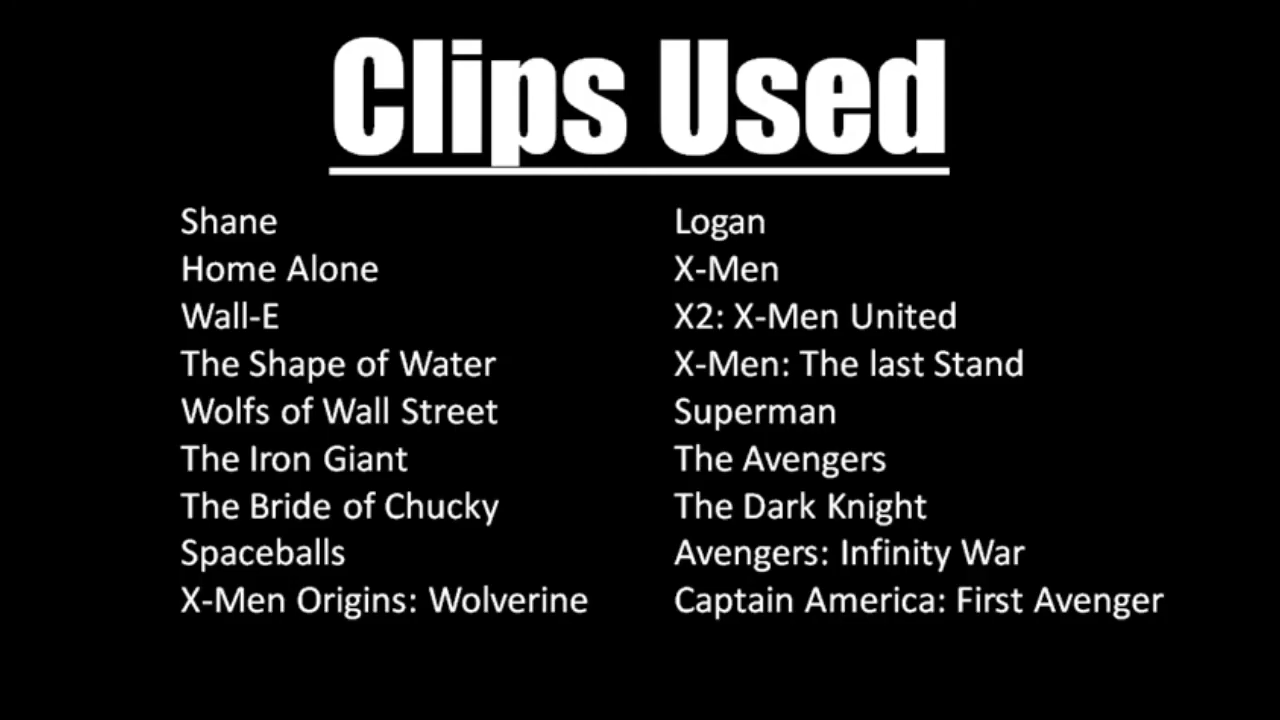 Clips Used
Shane
Home Alone
Wall-E
The Shape of Water
Wolfs of Wall Street
The Iron Giant
The Bride of Chucky
Spaceballs
X-Men Origins: Wolverine
Logan
X-Men
X2: X-Men United
X-Men: The last Stand
Superman
The Avengers
The Dark Knight
Avengers: Infinity War
Captain America: First Avenger